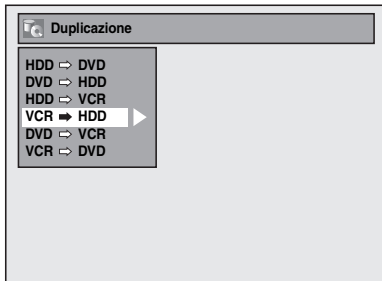 Duplicazione
HDD ⇨ DVD
DVD ⇨ HDD
HDD ⇨ VCR
VCR ➡ HDD
DVD ⇨ VCR
VCR ⇨ DVD